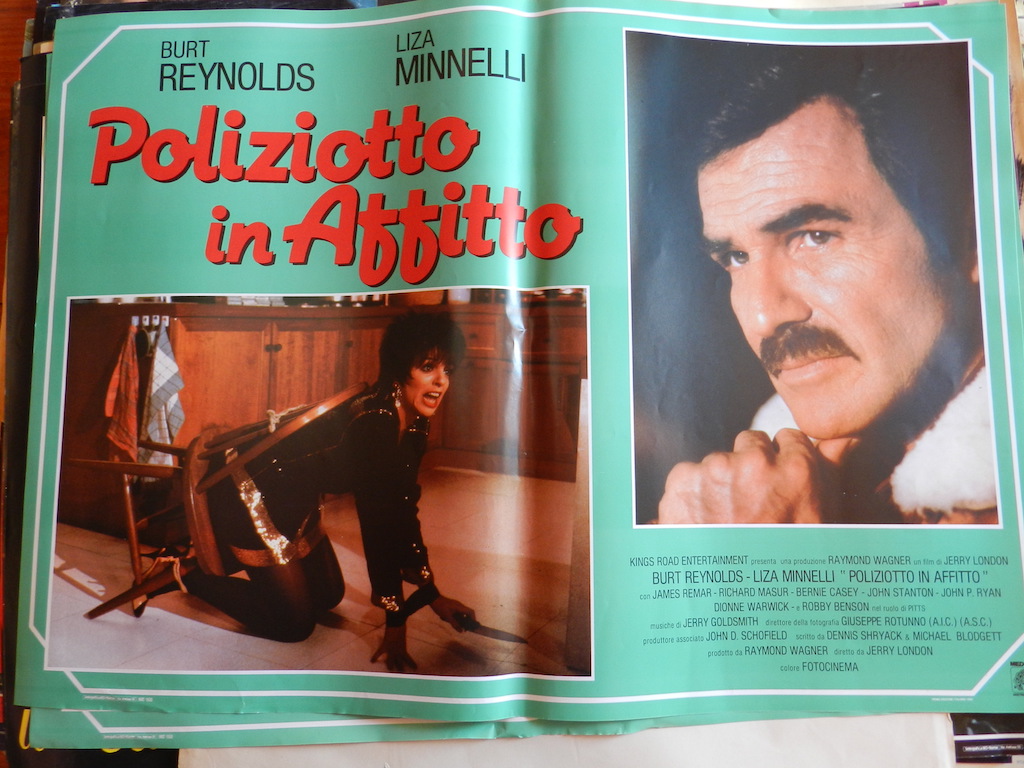 BURT
REYNOLDS
LIZA
MINNELLI
Poliziotto
in Affitto
KINGS ROAD ENTERTAINMENT presenta una produzione RAYMOND WAGNER un film di JERRY LONDON
BURT REYNOLDS - LIZA MINNELLI " POLIZIOTTO IN AFFITTO "
con JAMES REMAR - RICHARD MASUR - BERNIE CASEY - JOHN STANTON - JOHN P. RYAN
DIONNE WARWICK - e ROBBY BENSON nel ruolo di PITTS
musiche di JERRY GOLDSMITH direttore della fotografia GIUSEPPE ROTUNNO (A.I.C.) (A.S.C.)
produttore associato JOHN D. SCHOFIELD scritto da DENNIS SHRYACK & MICHAEL BLODGETT
prodotto da RAYMOND WAGNER diretto da JERRY LONDON
colore FOTOCINEMA